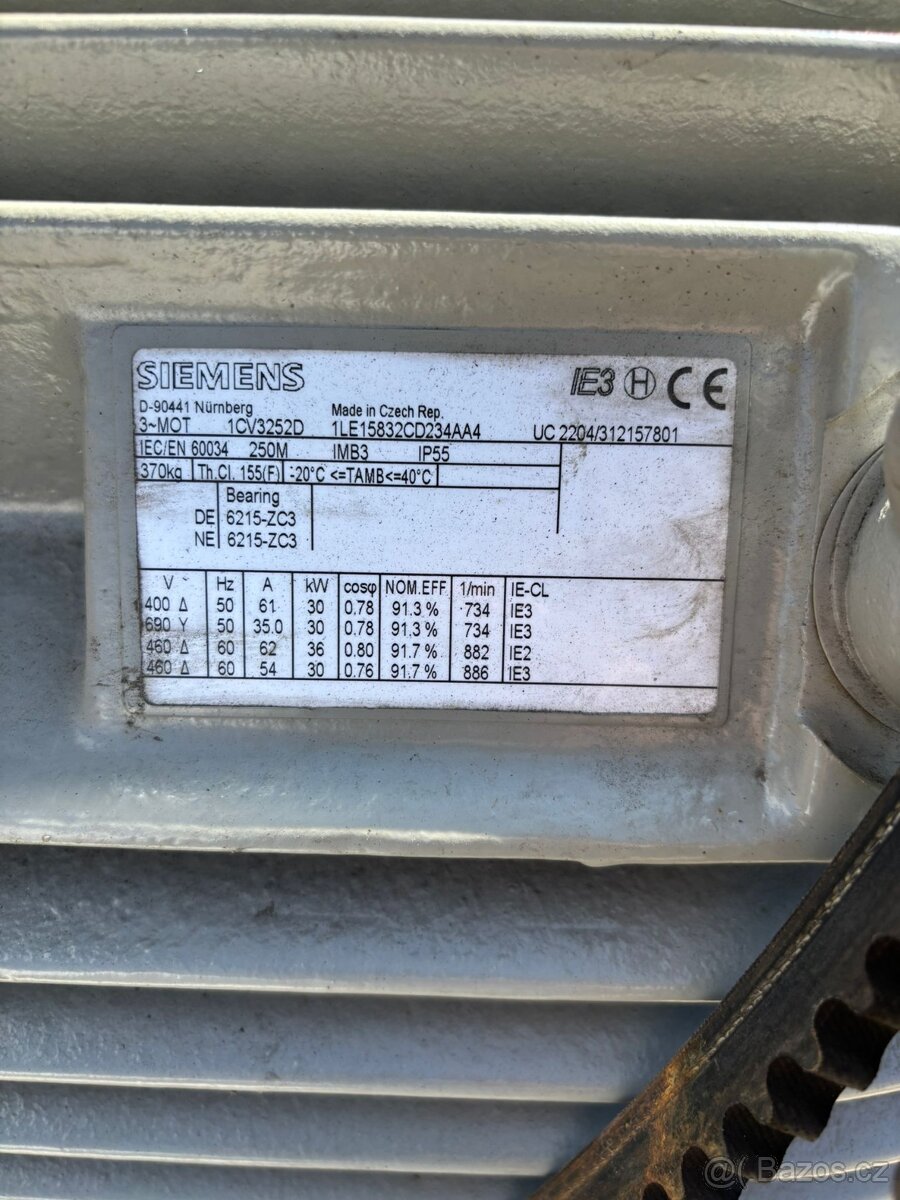 SIEMENS IE3 H CE
D-90441 Nürnberg Made in Czech Rep.
3~MOT 1CV3252D 1LE15832CD234AA4 UC 2204/312157801
IEC/EN 60034 250M IMB3 IP55
370kg Th.Cl. 155(F) -20°C <=TAMB<=40°C
Bearing
DE 6215-ZC3
NE 6215-ZC3
V Hz A kW cosφ NOM.EFF 1/min IE-CL
400 Δ 50 61 30 0.78 91.3 % 734 IE3
690 Y 50 35.0 30 0.78 91.3 % 734 IE3
460 Δ 60 62 36 0.80 91.7 % 882 IE2
460 Δ 60 54 30 0.76 91.7 % 886 IE3
@( Bazos.cz